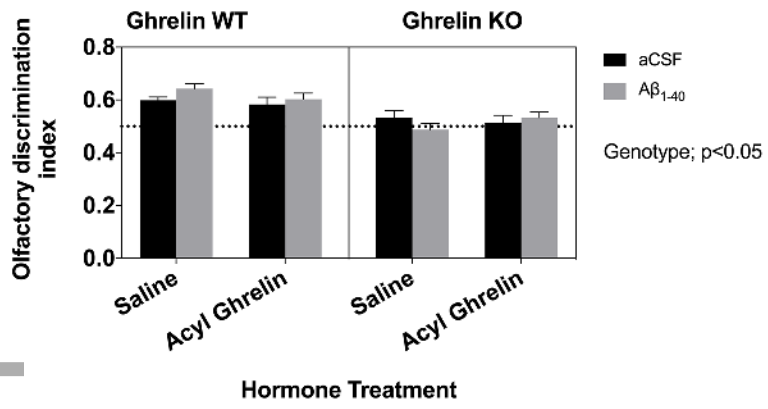 Ghrelin WT
Ghrelin KO
Olfactory discrimination
index
0.8
0.6
0.4
0.2
0.0
Saline
Acyl Ghrelin
Saline
Acyl Ghrelin
Hormone Treatment
aCSF
Aβ1-40
Genotype; p<0.05